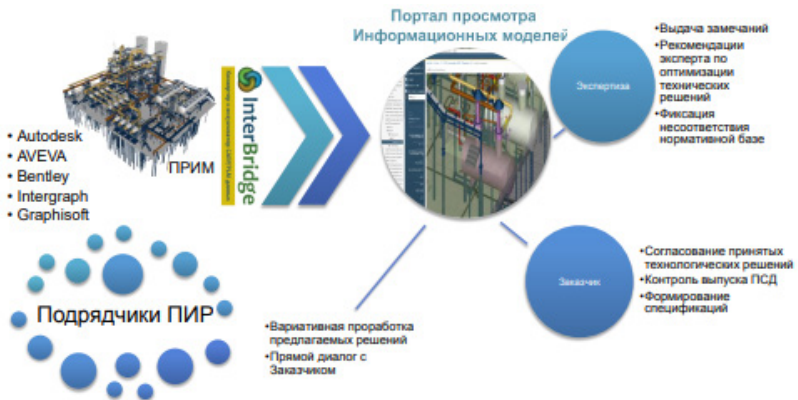 Портал просмотра
Информационных моделей
• Autodesk
• AVEVA
• Bentley
• Intergraph
• Graphisoft
ПРИМ
InterBridge
Подрядчики ПИР
•Вариативная проработка
предлагаемых решений
•Прямой диалог с
Заказчиком
Экспертиза
•Выдача замечаний
•Рекомендации
эксперта по
оптимизации
технических
решений
•Фиксация
несоответствия
нормативной базе
Заказчик
•Согласование принятых
технологических решений
•Контроль выпуска ПСД
•Формирование
спецификаций